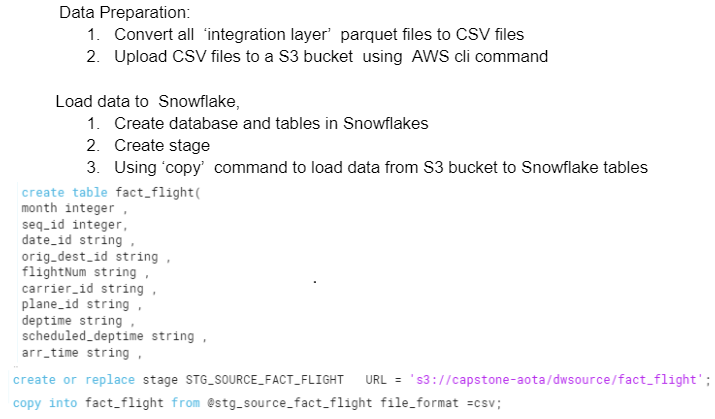 Data Preparation:
1. Convert all 'integration layer' parquet files to CSV files
2. Upload CSV files to a S3 bucket using AWS cli command
Load data to Snowflake,
1. Create database and tables in Snowflakes
2. Create stage
3. Using 'copy' command to load data from S3 bucket to Snowflake tables
create table fact_flight(
month integer ,
seq_id integer,
date_id string ,
orig_dest_id string ,
flightNum string ,
carrier_id string ,
plane_id string ,
deptime string ,
scheduled_deptime string ,
arr_time string ,
create or replace stage STG_SOURCE_FACT_FLIGHT URL = 's3://capstone-aota/dwsource/fact_flight';
copy into fact_flight from @stg_source_fact_flight file_format =csv;